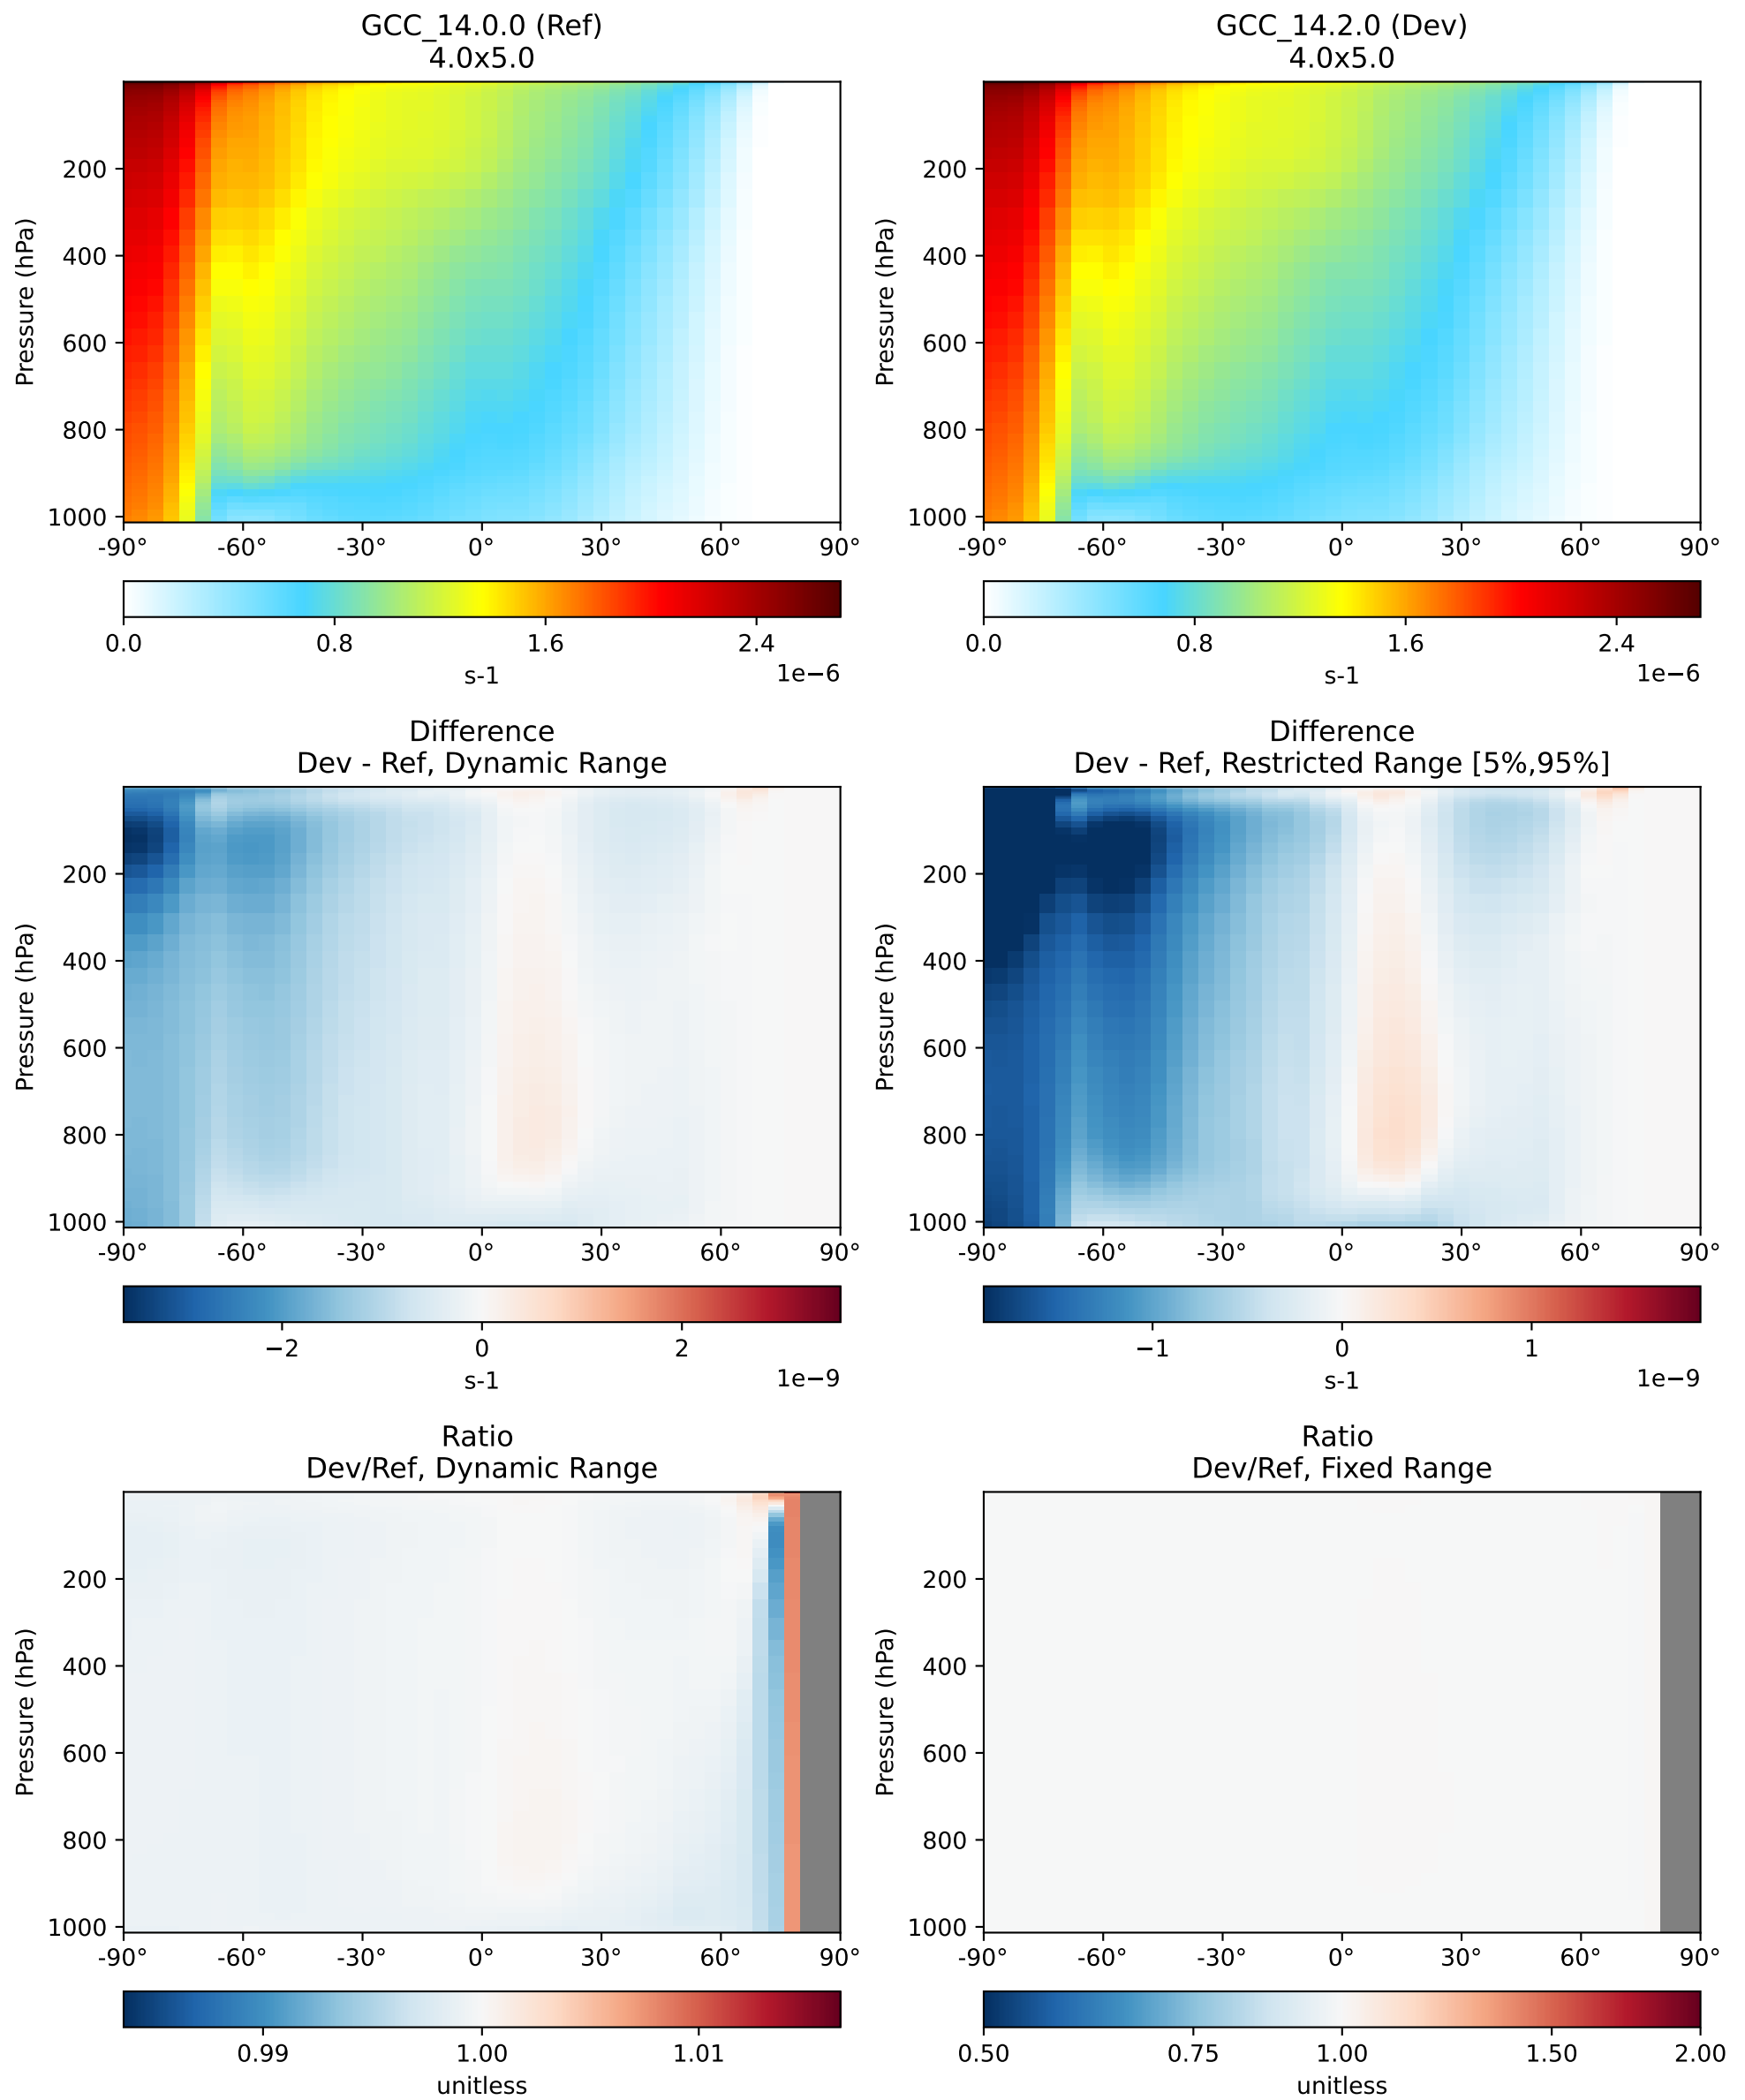 GCC_14.0.0 (Ref)
4.0x5.0
Pressure (hPa)
200
400
600
800
1000
-90° -60° -30° 0° 30° 60° 90°
0.0 0.8 1.6 2.4
s-1
1e−6
GCC_14.2.0 (Dev)
4.0x5.0
Pressure (hPa)
200
400
600
800
1000
-90° -60° -30° 0° 30° 60° 90°
0.0 0.8 1.6 2.4
s-1
1e−6
Difference
Dev - Ref, Dynamic Range
Pressure (hPa)
200
400
600
800
1000
-90° -60° -30° 0° 30° 60° 90°
−2 0 2
s-1
1e−9
Difference
Dev - Ref, Restricted Range [5%,95%]
Pressure (hPa)
200
400
600
800
1000
-90° -60° -30° 0° 30° 60° 90°
−1 0 1
s-1
1e−9
Ratio
Dev/Ref, Dynamic Range
Pressure (hPa)
200
400
600
800
1000
-90° -60° -30° 0° 30° 60° 90°
0.99 1.00 1.01
unitless
Ratio
Dev/Ref, Fixed Range
Pressure (hPa)
200
400
600
800
1000
-90° -60° -30° 0° 30° 60° 90°
0.50 0.75 1.00 1.50 2.00
unitless